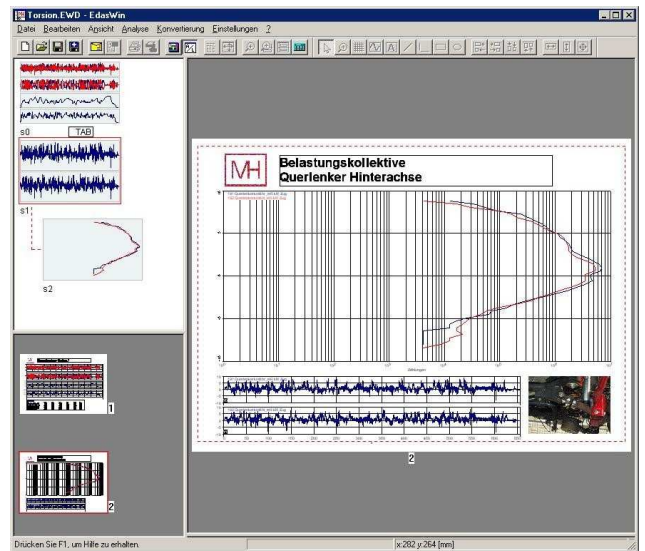 Torsion.EWD - EdasWin
Datei Bearbeiten Ansicht Analyse Konvertierung Einstellungen ?
s0 TAB
s1
s2
MH
Belastungskollektive
Querlenker Hinterachse
1
2
2
Drücken Sie F1, um Hilfe zu erhalten.
x:282 y:264 [mm]